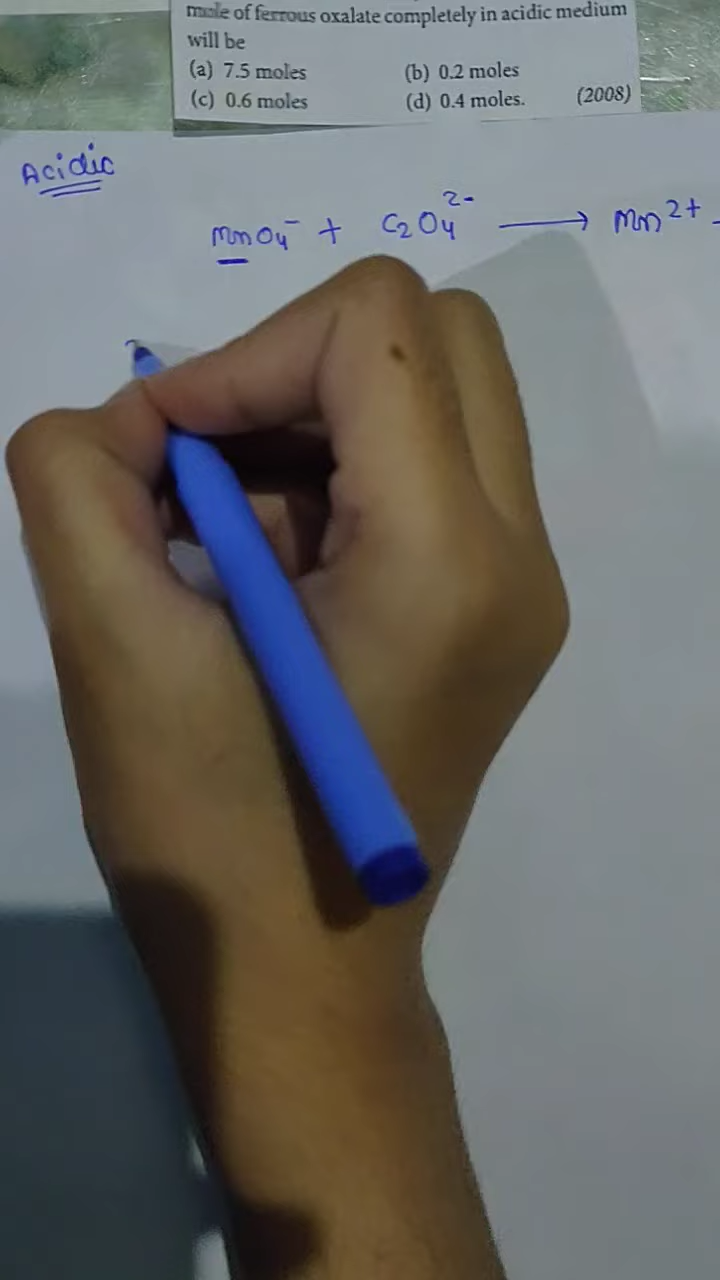 mole of ferrous oxalate completely in acidic medium
will be
(a) 7.5 moles (b) 0.2 moles
(c) 0.6 moles (d) 0.4 moles. (2008)
Acidic
MnO₄⁻ + C₂O₄²⁻ ⟶ Mn²⁺